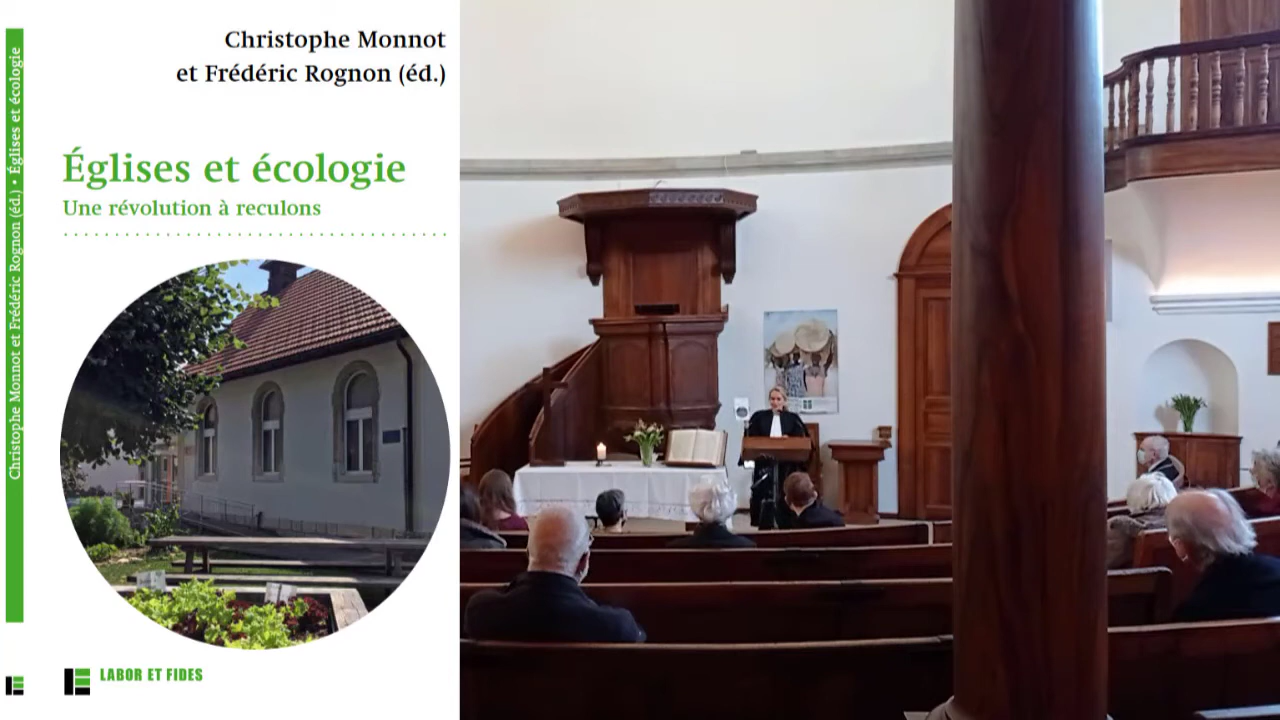 Christophe Monnot et Frédéric Rognon (éd.) • Églises et écologie
Christophe Monnot
et Frédéric Rognon (éd.)
Églises et écologie
Une révolution à reculons
LABOR ET FIDES